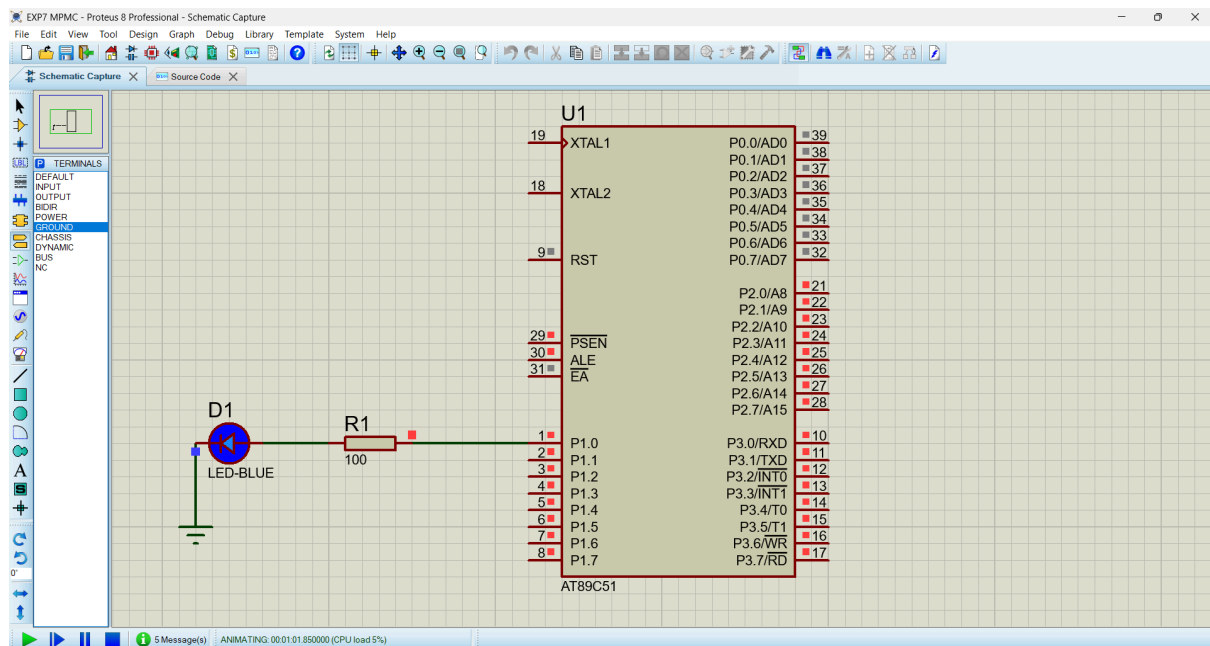 EXP7 MPMC - Proteus 8 Professional - Schematic Capture
File Edit View Tool Design Graph Debug Library Template System Help
Schematic Capture
Source Code
P TERMINALS
DEFAULT
INPUT
OUTPUT
BIDIR
POWER
GROUND
CHASSIS
DYNAMIC
BUS
NC
LBL
A
S
0°
U1
19 XTAL1
18 XTAL2
9 RST
29 PSEN
30 ALE
31 EA
1 P1.0
2 P1.1
3 P1.2
4 P1.3
5 P1.4
6 P1.5
7 P1.6
8 P1.7
P0.0/AD0 39
P0.1/AD1 38
P0.2/AD2 37
P0.3/AD3 36
P0.4/AD4 35
P0.5/AD5 34
P0.6/AD6 33
P0.7/AD7 32
P2.0/A8 21
P2.1/A9 22
P2.2/A10 23
P2.3/A11 24
P2.4/A12 25
P2.5/A13 26
P2.6/A14 27
P2.7/A15 28
P3.0/RXD 10
P3.1/TXD 11
P3.2/INT0 12
P3.3/INT1 13
P3.4/T0 14
P3.5/T1 15
P3.6/WR 16
P3.7/RD 17
AT89C51
D1
LED-BLUE
R1
100
5 Message(s)
ANIMATING: 00:01:01.850000 (CPU load 5%)